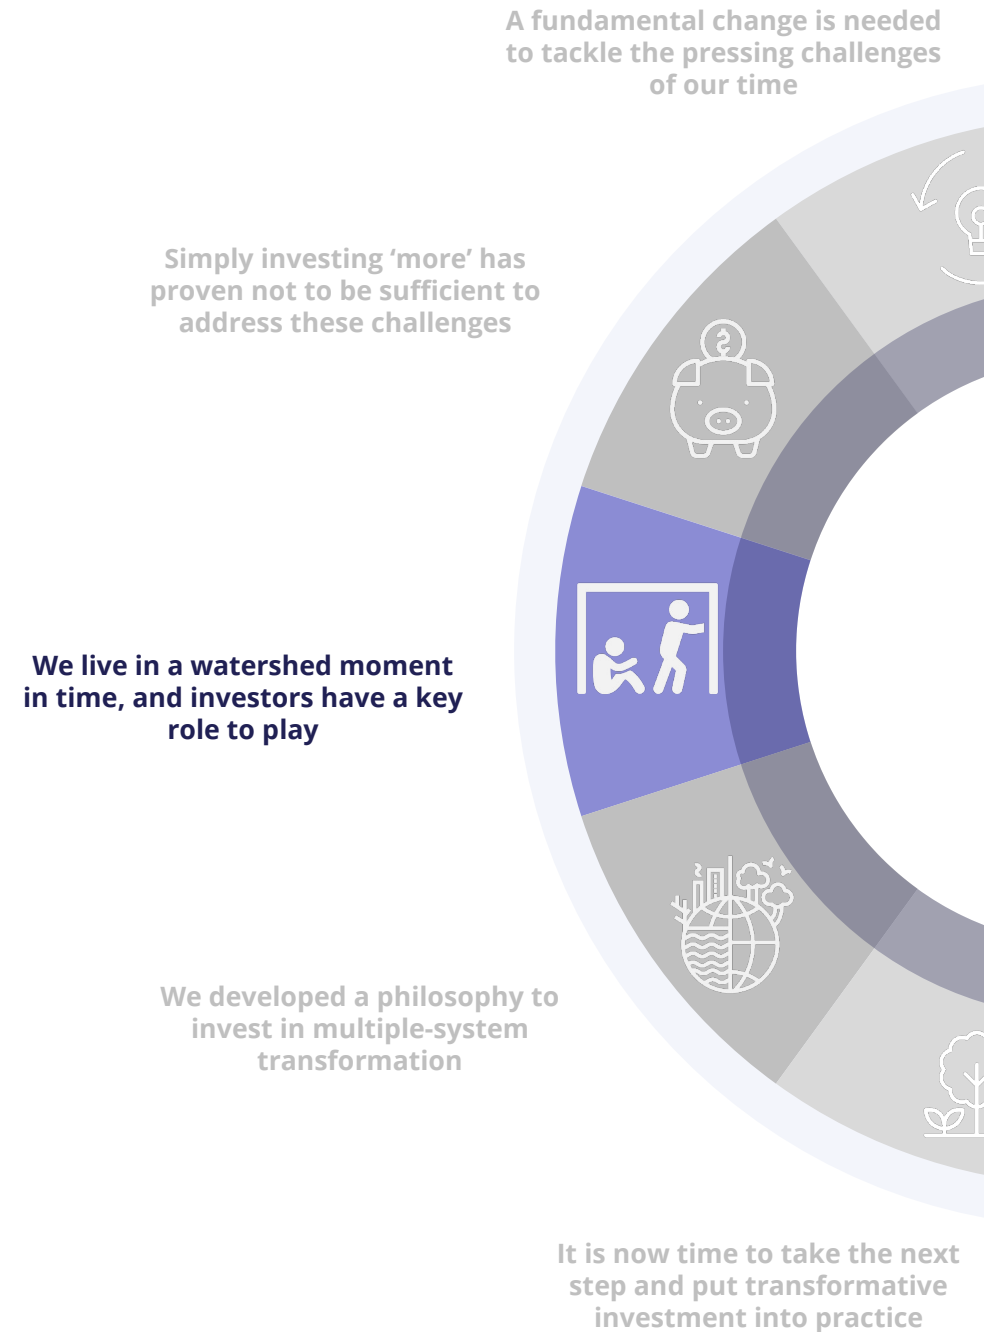 A fundamental change is needed
to tackle the pressing challenges
of our time
Simply investing ‘more’ has
proven not to be sufficient to
address these challenges
We live in a watershed moment
in time, and investors have a key
role to play
We developed a philosophy to
invest in multiple-system
transformation
It is now time to take the next
step and put transformative
investment into practice